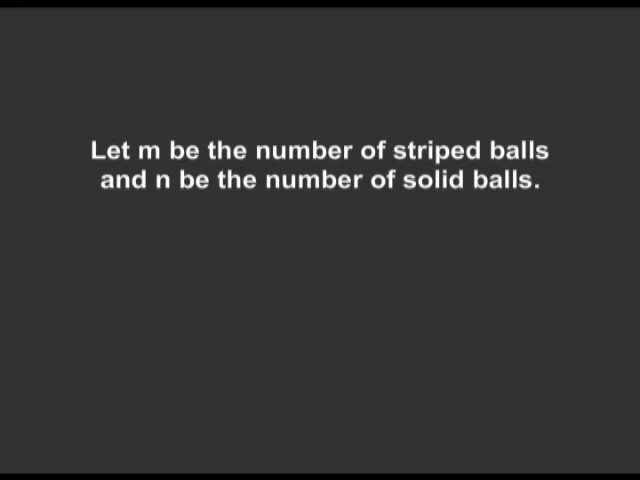 Let m be the number of striped balls
and n be the number of solid balls.